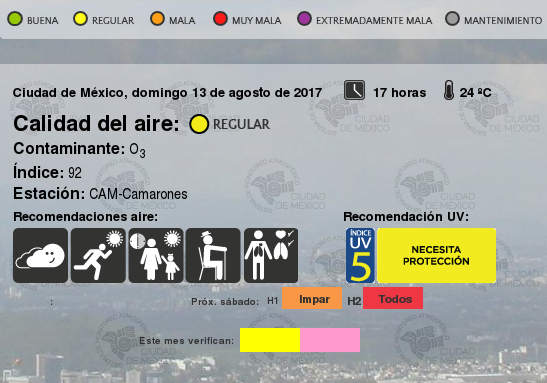 BUENA REGULAR MALA MUY MALA EXTREMADAMENTE MALA MANTENIMIENTO
Ciudad de México, domingo 13 de agosto de 2017 17 horas 24 ºC
Calidad del aire: REGULAR
Contaminante: O3
Índice: 92
Estación: CAM-Camarones
Recomendaciones aire: Recomendación UV:
ÍNDICE
UV
5
NECESITA
PROTECCIÓN
: Próx. sábado: H1 Impar H2 Todos
Este mes verifican: